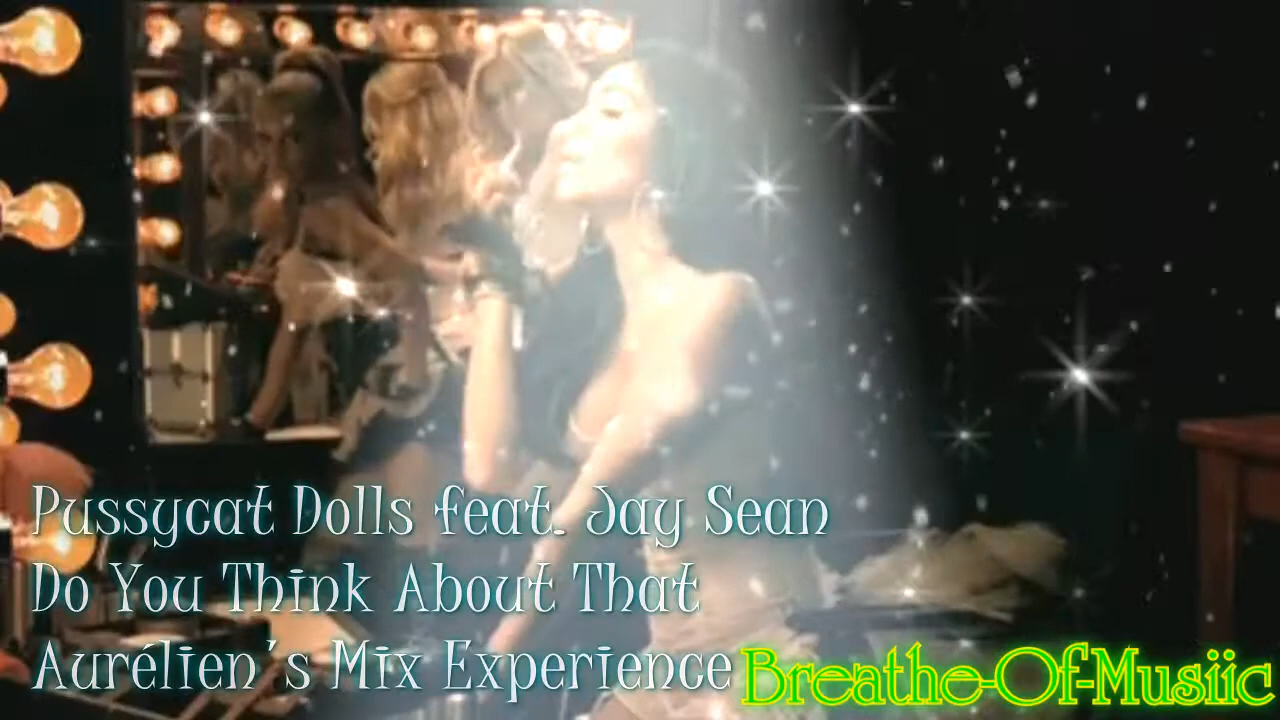 Pussycat Dolls feat. Jay Sean
Do You Think About That
Aurélien's Mix Experience
Breathe-Of-Musiic